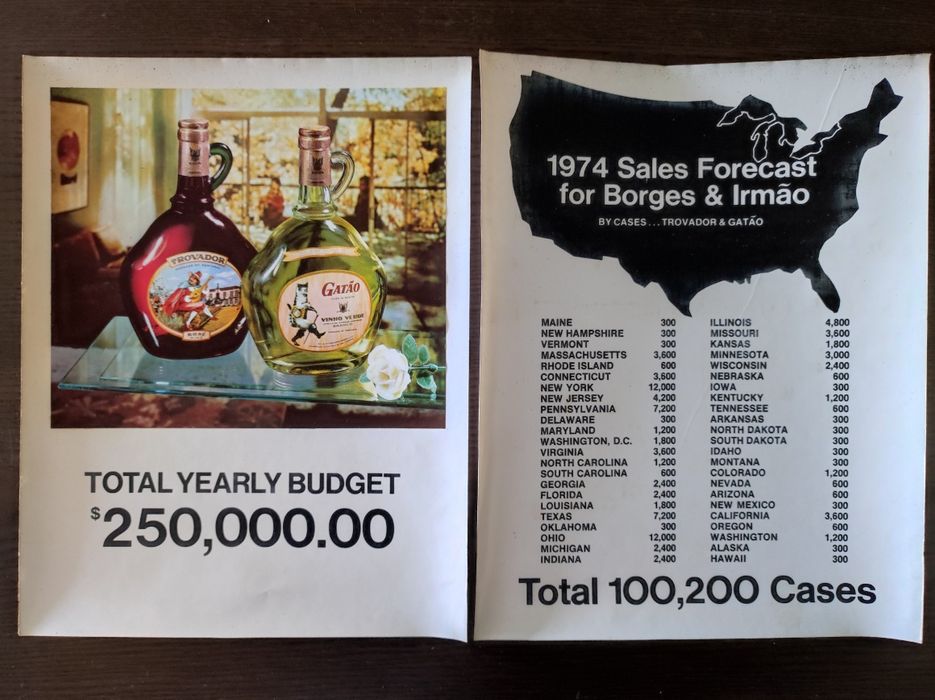 TROVADOR
GATÃO
VINHO VERDE
TOTAL YEARLY BUDGET
$250,000.00
1974 Sales Forecast
for Borges & Irmão
BY CASES... TROVADOR & GATÃO
MAINE 300
NEW HAMPSHIRE 300
VERMONT 300
MASSACHUSETTS 3,600
RHODE ISLAND 600
CONNECTICUT 3,600
NEW YORK 12,000
NEW JERSEY 4,200
PENNSYLVANIA 7,200
DELAWARE 300
MARYLAND 1,200
WASHINGTON, D.C. 1,800
VIRGINIA 3,600
NORTH CAROLINA 1,200
SOUTH CAROLINA 600
GEORGIA 2,400
FLORIDA 2,400
LOUISIANA 1,800
TEXAS 7,200
OKLAHOMA 300
OHIO 12,000
MICHIGAN 2,400
INDIANA 2,400
ILLINOIS 4,800
MISSOURI 3,600
KANSAS 1,800
MINNESOTA 3,000
WISCONSIN 2,400
NEBRASKA 600
IOWA 300
KENTUCKY 1,200
TENNESSEE 600
ARKANSAS 300
NORTH DAKOTA 300
SOUTH DAKOTA 300
IDAHO 300
MONTANA 300
COLORADO 1,200
NEVADA 600
ARIZONA 600
NEW MEXICO 300
CALIFORNIA 3,600
OREGON 600
WASHINGTON 1,200
ALASKA 300
HAWAII 300
Total 100,200 Cases